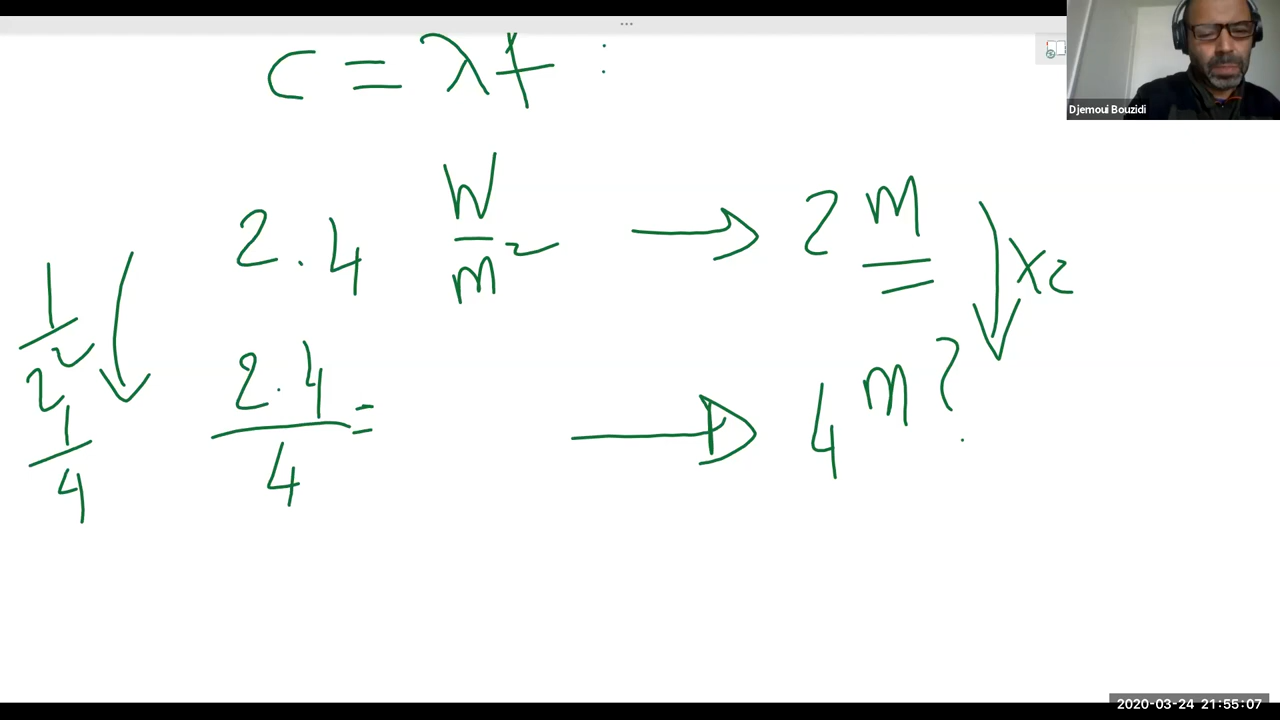 c = λf :
Djemoui Bouzidi
2.4 W/m² → 2 m ×2
1/2²
2.4/4 = → 4 m?
1/4
2020-03-24 21:55:07